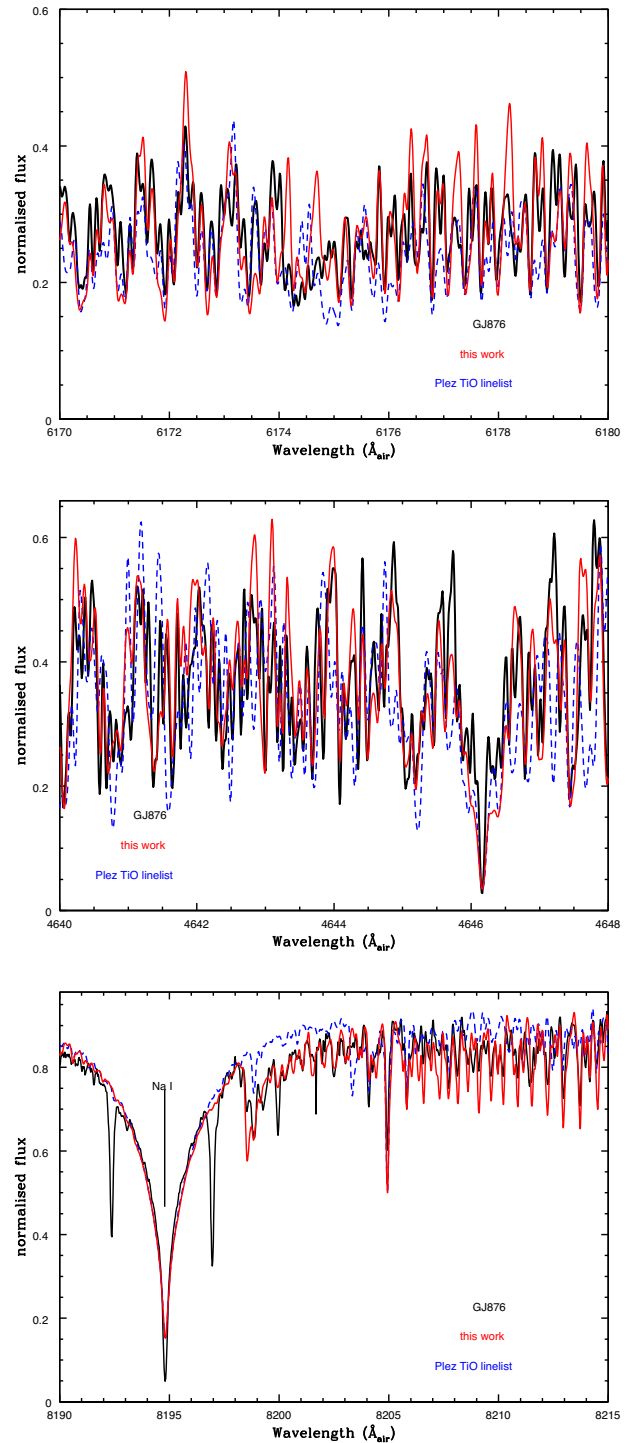 0.6
0.4
normalised flux
0.2
GJ876
this work
Plez TiO linelist
0
6170
6172
6174
6176
6178
6180
Wavelength (Å_air)
0.6
0.4
normalised flux
0.2
GJ876
this work
Plez TiO linelist
0
4640
4642
4644
4646
4648
Wavelength (Å_air)
0.8
Na I
0.6
normalised flux
0.4
0.2
GJ876
this work
Plez TiO linelist
0
8190
8195
8200
8205
8210
8215
Wavelength (Å_air)